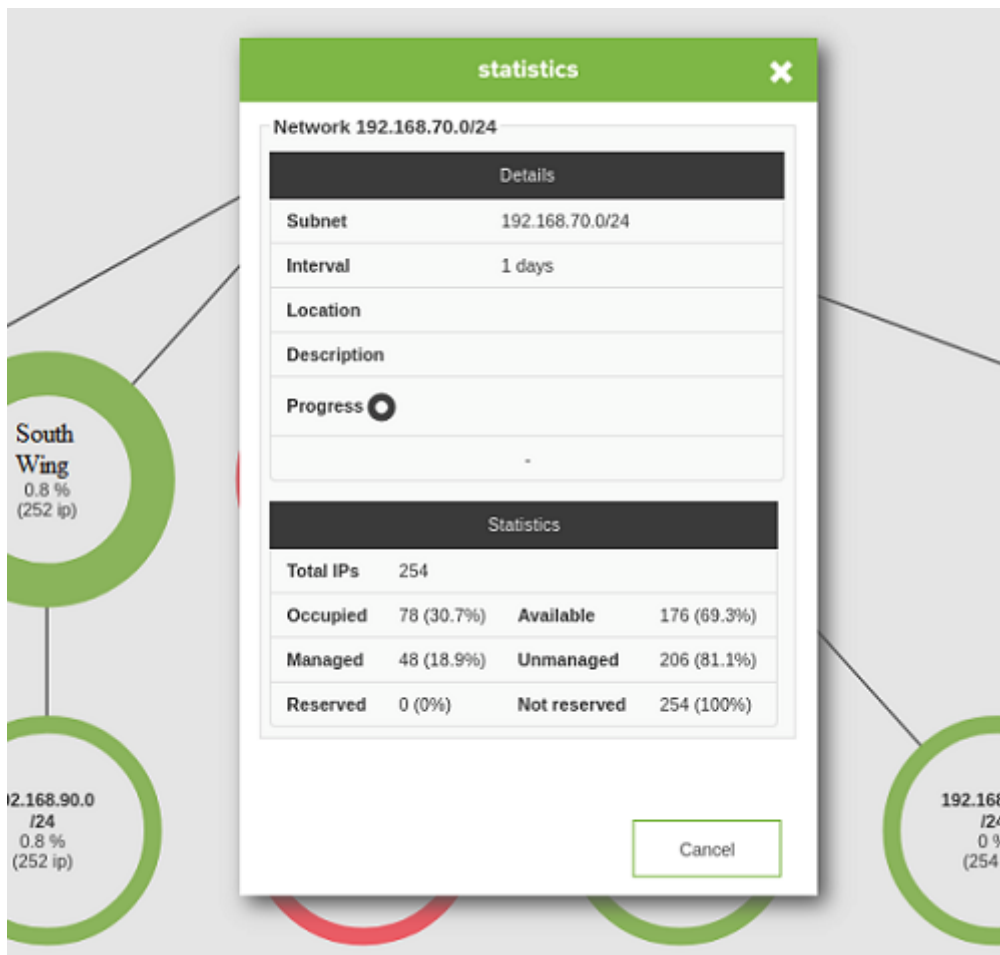 statistics
Network 192.168.70.0/24
Details
Subnet 192.168.70.0/24
Interval 1 days
Location
Description
Progress
-
Statistics
Total IPs 254
Occupied 78 (30.7%) Available 176 (69.3%)
Managed 48 (18.9%) Unmanaged 206 (81.1%)
Reserved 0 (0%) Not reserved 254 (100%)
Cancel
South
Wing
0.8 %
(252 ip)
2.168.90.0
/24
0.8 %
(252 ip)
192.168
/24
0 %
(254